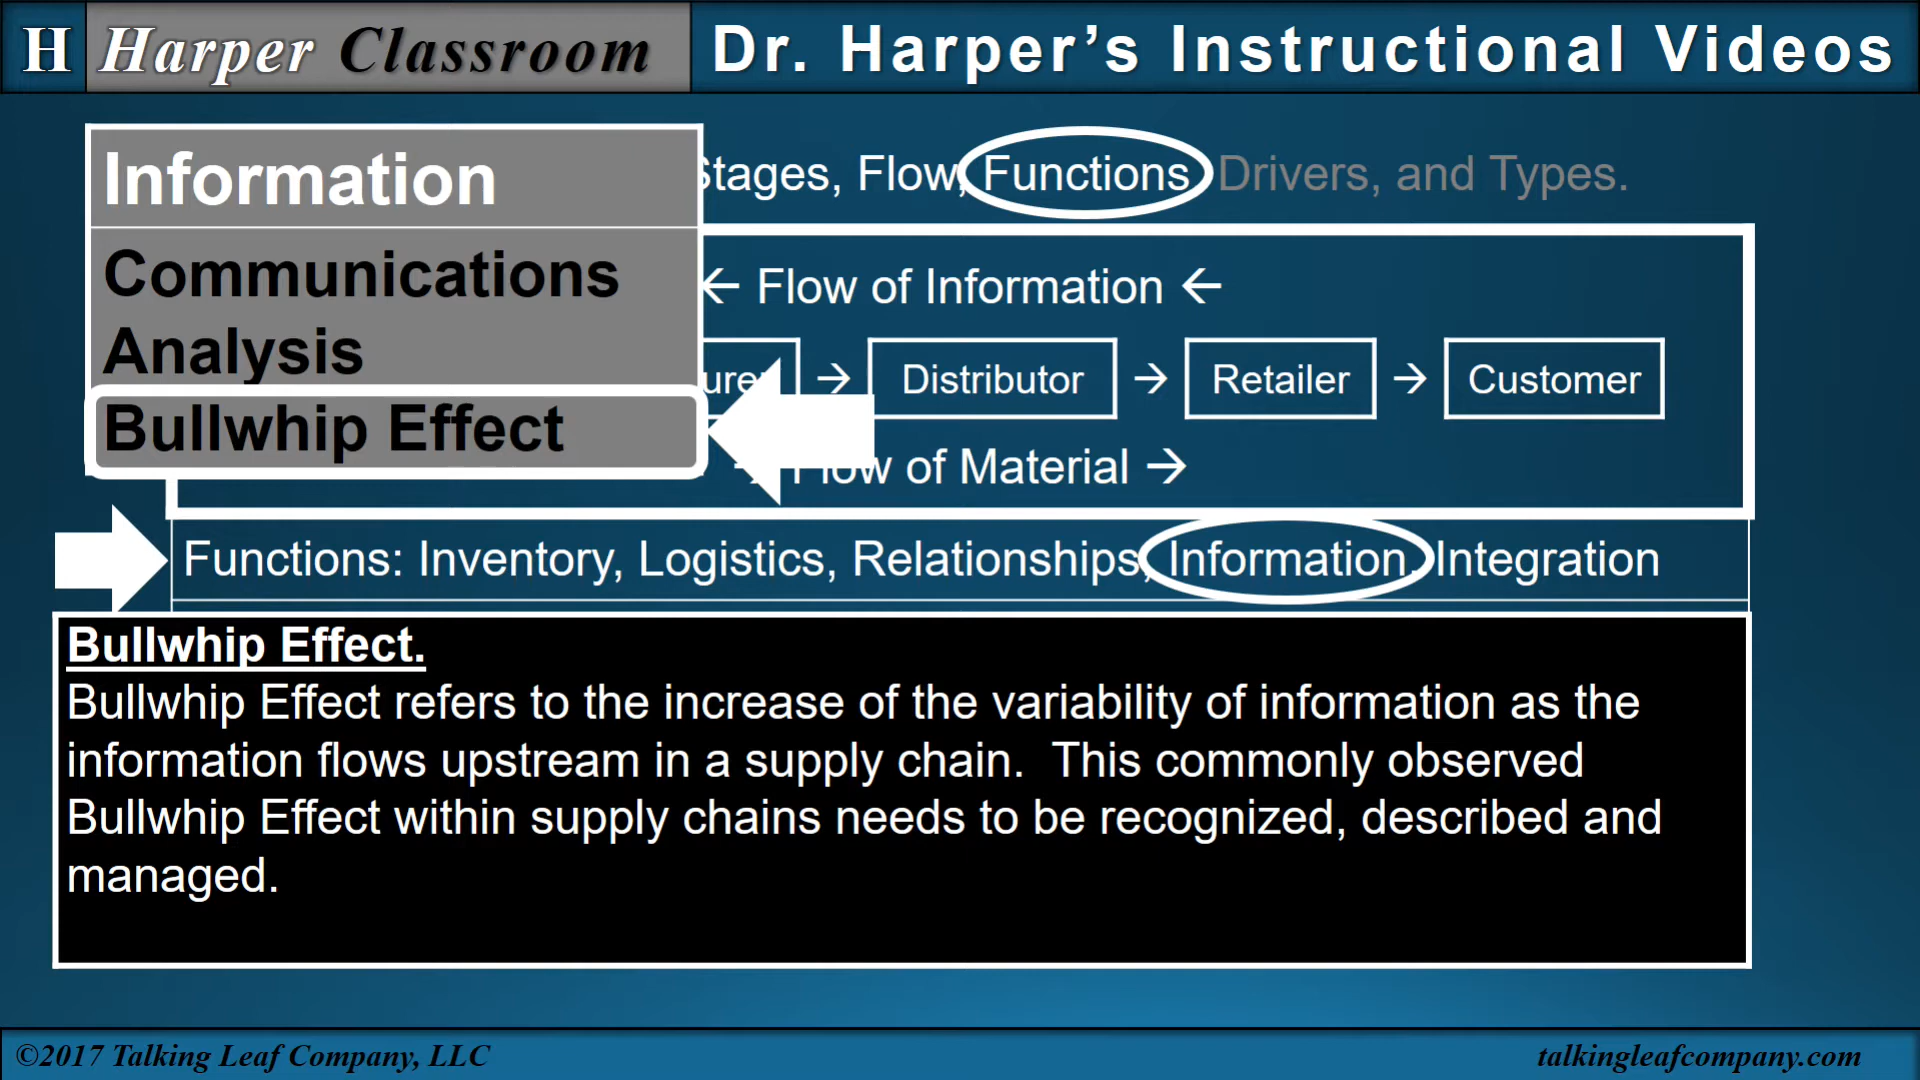 H Harper Classroom Dr. Harper’s Instructional Videos
Information
Communications
Analysis
Bullwhip Effect
Stages, Flow, Functions, Drivers, and Types.
← Flow of Information ←
→ Distributor → Retailer → Customer
Flow of Material →
Functions: Inventory, Logistics, Relationships, Information, Integration
Bullwhip Effect.
Bullwhip Effect refers to the increase of the variability of information as the
information flows upstream in a supply chain.  This commonly observed
Bullwhip Effect within supply chains needs to be recognized, described and
managed.
©2017 Talking Leaf Company, LLC
talkingleafcompany.com